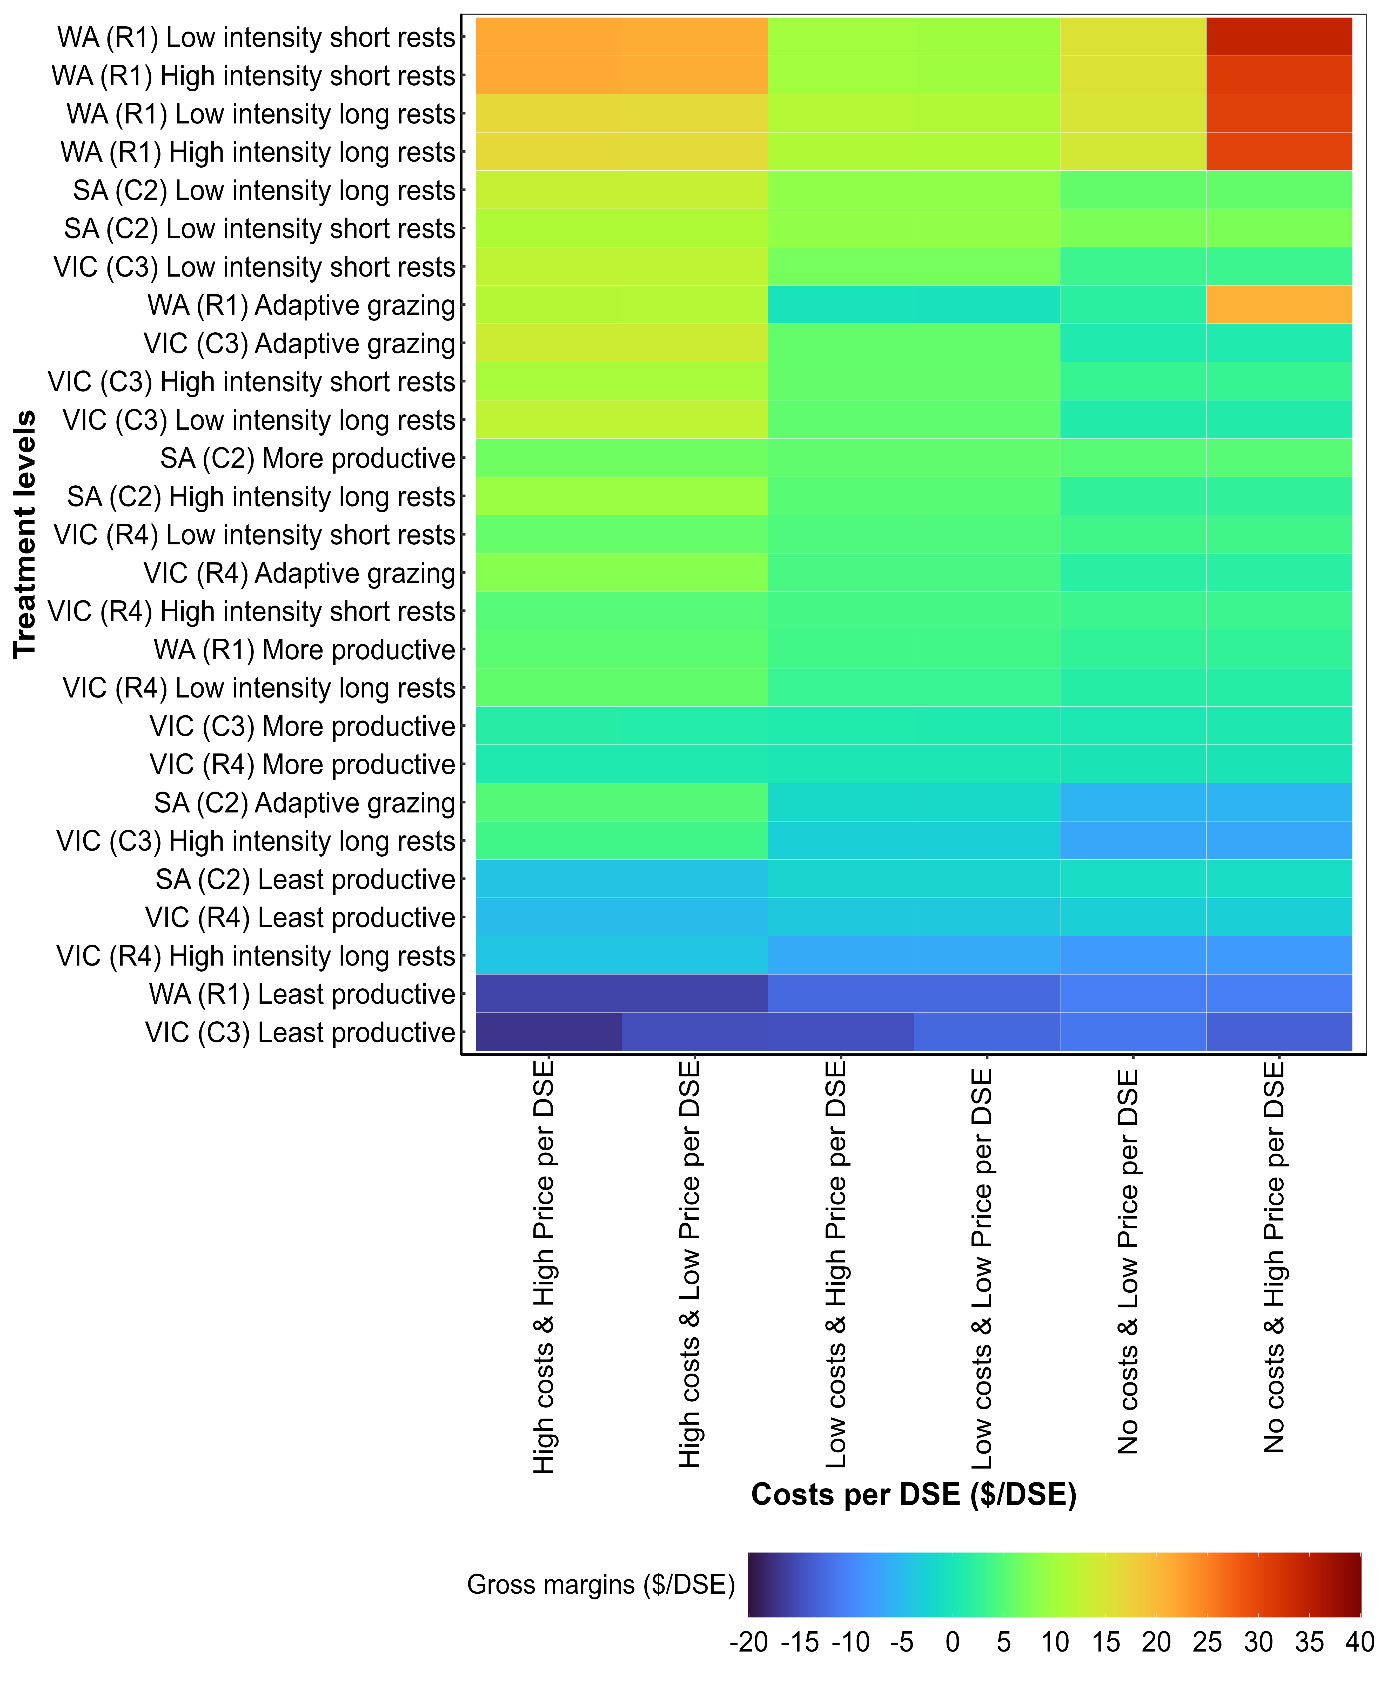 WA (R1) Low intensity short rests
WA (R1) High intensity short rests
WA (R1) Low intensity long rests
WA (R1) High intensity long rests
SA (C2) Low intensity long rests
SA (C2) Low intensity short rests
VIC (C3) Low intensity short rests
WA (R1) Adaptive grazing
VIC (C3) Adaptive grazing
VIC (C3) High intensity short rests
VIC (C3) Low intensity long rests
SA (C2) More productive
SA (C2) High intensity long rests
VIC (R4) Low intensity short rests
VIC (R4) Adaptive grazing
VIC (R4) High intensity short rests
WA (R1) More productive
VIC (R4) Low intensity long rests
VIC (C3) More productive
VIC (R4) More productive
SA (C2) Adaptive grazing
VIC (C3) High intensity long rests
SA (C2) Least productive
VIC (R4) Least productive
VIC (R4) High intensity long rests
WA (R1) Least productive
VIC (C3) Least productive
Treatment levels
High costs & High Price per DSE
High costs & Low Price per DSE
Low costs & High Price per DSE
Low costs & Low Price per DSE
No costs & Low Price per DSE
No costs & High Price per DSE
Costs per DSE ($/DSE)
Gross margins ($/DSE)
-20 -15 -10 -5 0 5 10 15 20 25 30 35 40